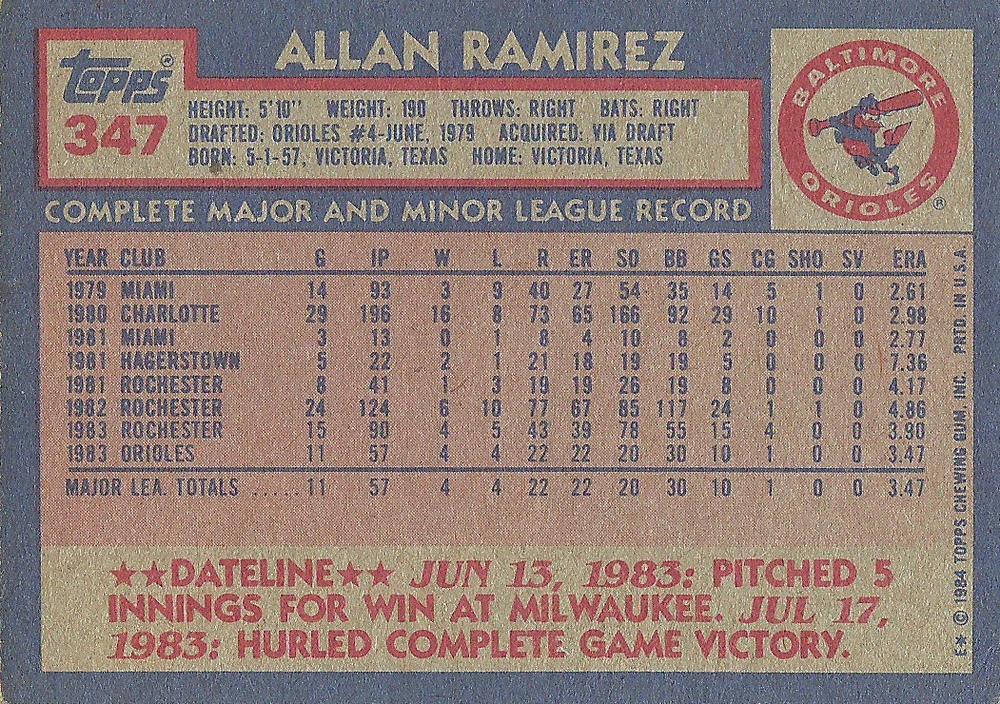 ALLAN RAMIREZ
topps®
347
HEIGHT: 5'10" WEIGHT: 190 THROWS: RIGHT BATS: RIGHT
DRAFTED: ORIOLES #4-JUNE, 1979 ACQUIRED: VIA DRAFT
BORN: 5-1-57, VICTORIA, TEXAS HOME: VICTORIA, TEXAS
BALTIMORE
ORIOLES ®
COMPLETE MAJOR AND MINOR LEAGUE RECORD
YEAR CLUB G IP W L R ER SO BB GS CG SHO SV ERA
1979 MIAMI 14 93 3 9 40 27 54 35 14 5 1 0 2.61
1980 CHARLOTTE 29 196 16 8 73 65 166 92 29 10 1 0 2.98
1981 MIAMI 3 13 0 1 8 4 10 8 2 0 0 0 2.77
1981 HAGERSTOWN 5 22 2 1 21 18 19 19 5 0 0 0 7.36
1981 ROCHESTER 8 41 1 3 19 19 26 19 8 0 0 0 4.17
1982 ROCHESTER 24 124 6 10 77 67 85 117 24 1 1 0 4.86
1983 ROCHESTER 15 90 4 5 43 39 78 55 15 4 0 0 3.90
1983 ORIOLES 11 57 4 4 22 22 20 30 10 1 0 0 3.47
MAJOR LEA. TOTALS ..... 11 57 4 4 22 22 20 30 10 1 0 0 3.47
★★DATELINE★★ JUN 13, 1983: PITCHED 5
INNINGS FOR WIN AT MILWAUKEE. JUL 17,
1983: HURLED COMPLETE GAME VICTORY.
E* © 1984 TOPPS CHEWING GUM, INC. PRTD. IN U.S.A.